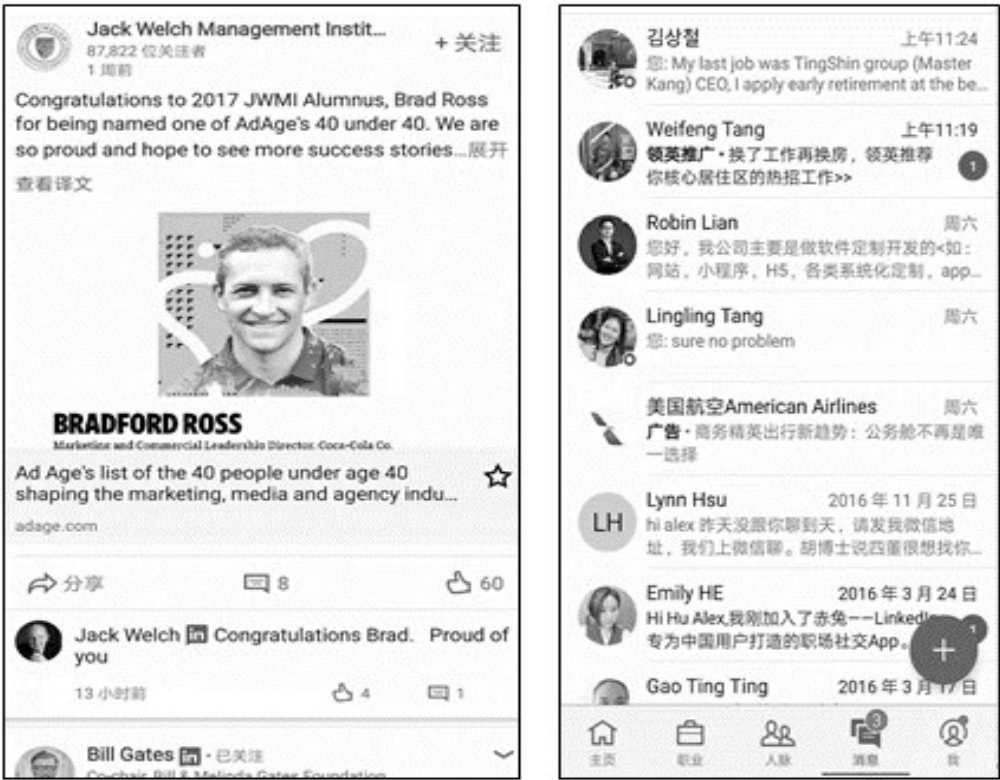 Jack Welch Management Instit...
87,822 位关注者
+ 关注
1 周前
Congratulations to 2017 JWMI Alumnus, Brad Ross
for being named one of AdAge's 40 under 40. We are
so proud and hope to see more success stories...展开
查看译文
BRADFORD ROSS
Marketing and Commercial Leadership Director, Coca-Cola Co.
Ad Age's list of the 40 people under age 40
shaping the marketing, media and agency indu...
adage.com
分享 8 60
Jack Welch in Congratulations Brad. Proud of
you
13 小时前 4 1
Bill Gates in · 已关注
Co-chair, Bill & Melinda Gates Foundation
김상철 上午11:24
您: My last job was TingShin group (Master
Kang) CEO, I apply early retirement at the be...
Weifeng Tang 上午11:19
领英推广·换了工作再换房，领英推荐
你核心居住区的热招工作>>
1
Robin Lian 周六
您好，我公司主要是做软件定制开发的<如：
网站，小程序，H5，各类系统化定制，app...
Lingling Tang 周六
您: sure no problem
美国航空American Airlines 周六
广告·商务精英出行新趋势：公务舱不再是唯
一选择
LH
Lynn Hsu 2016 年 11 月 25 日
hi alex 昨天没跟你聊到天，请发我微信地
址，我们上微信聊。胡博士说四董很想找你...
Emily HE 2016 年 3 月 24 日
Hi Hu Alex,我刚加入了赤兔——LinkedIn
专为中国用户打造的职场社交App。
1
+
Gao Ting Ting 2016 年 3 月 17 日
3
主页 职业 人脉 消息 我